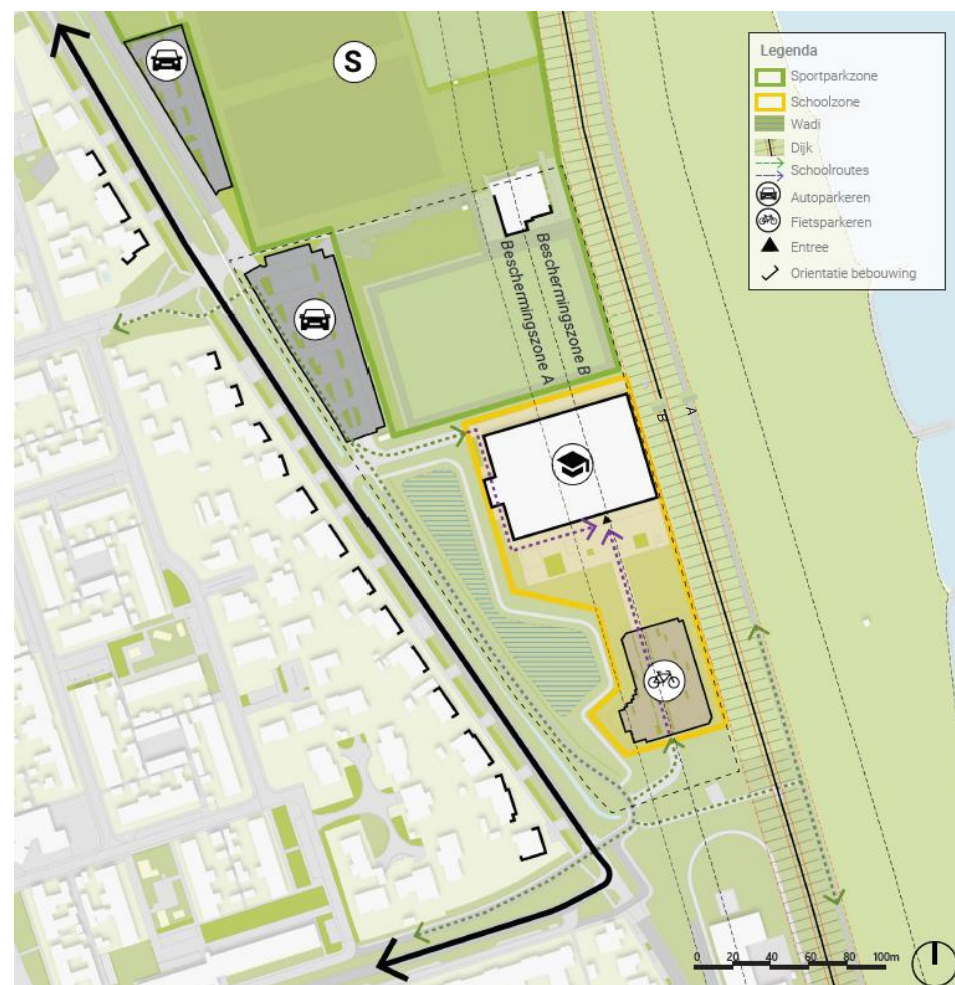 S
Legenda
Sportparkzone
Schoolzone
Wadi
Dijk
Schoolroutes
Autoparkeren
Fietsparkeren
Entree
Orientatie bebouwing
Beschermingszone A
Beschermingszone B
B
A
0 20 40 60 80 100m